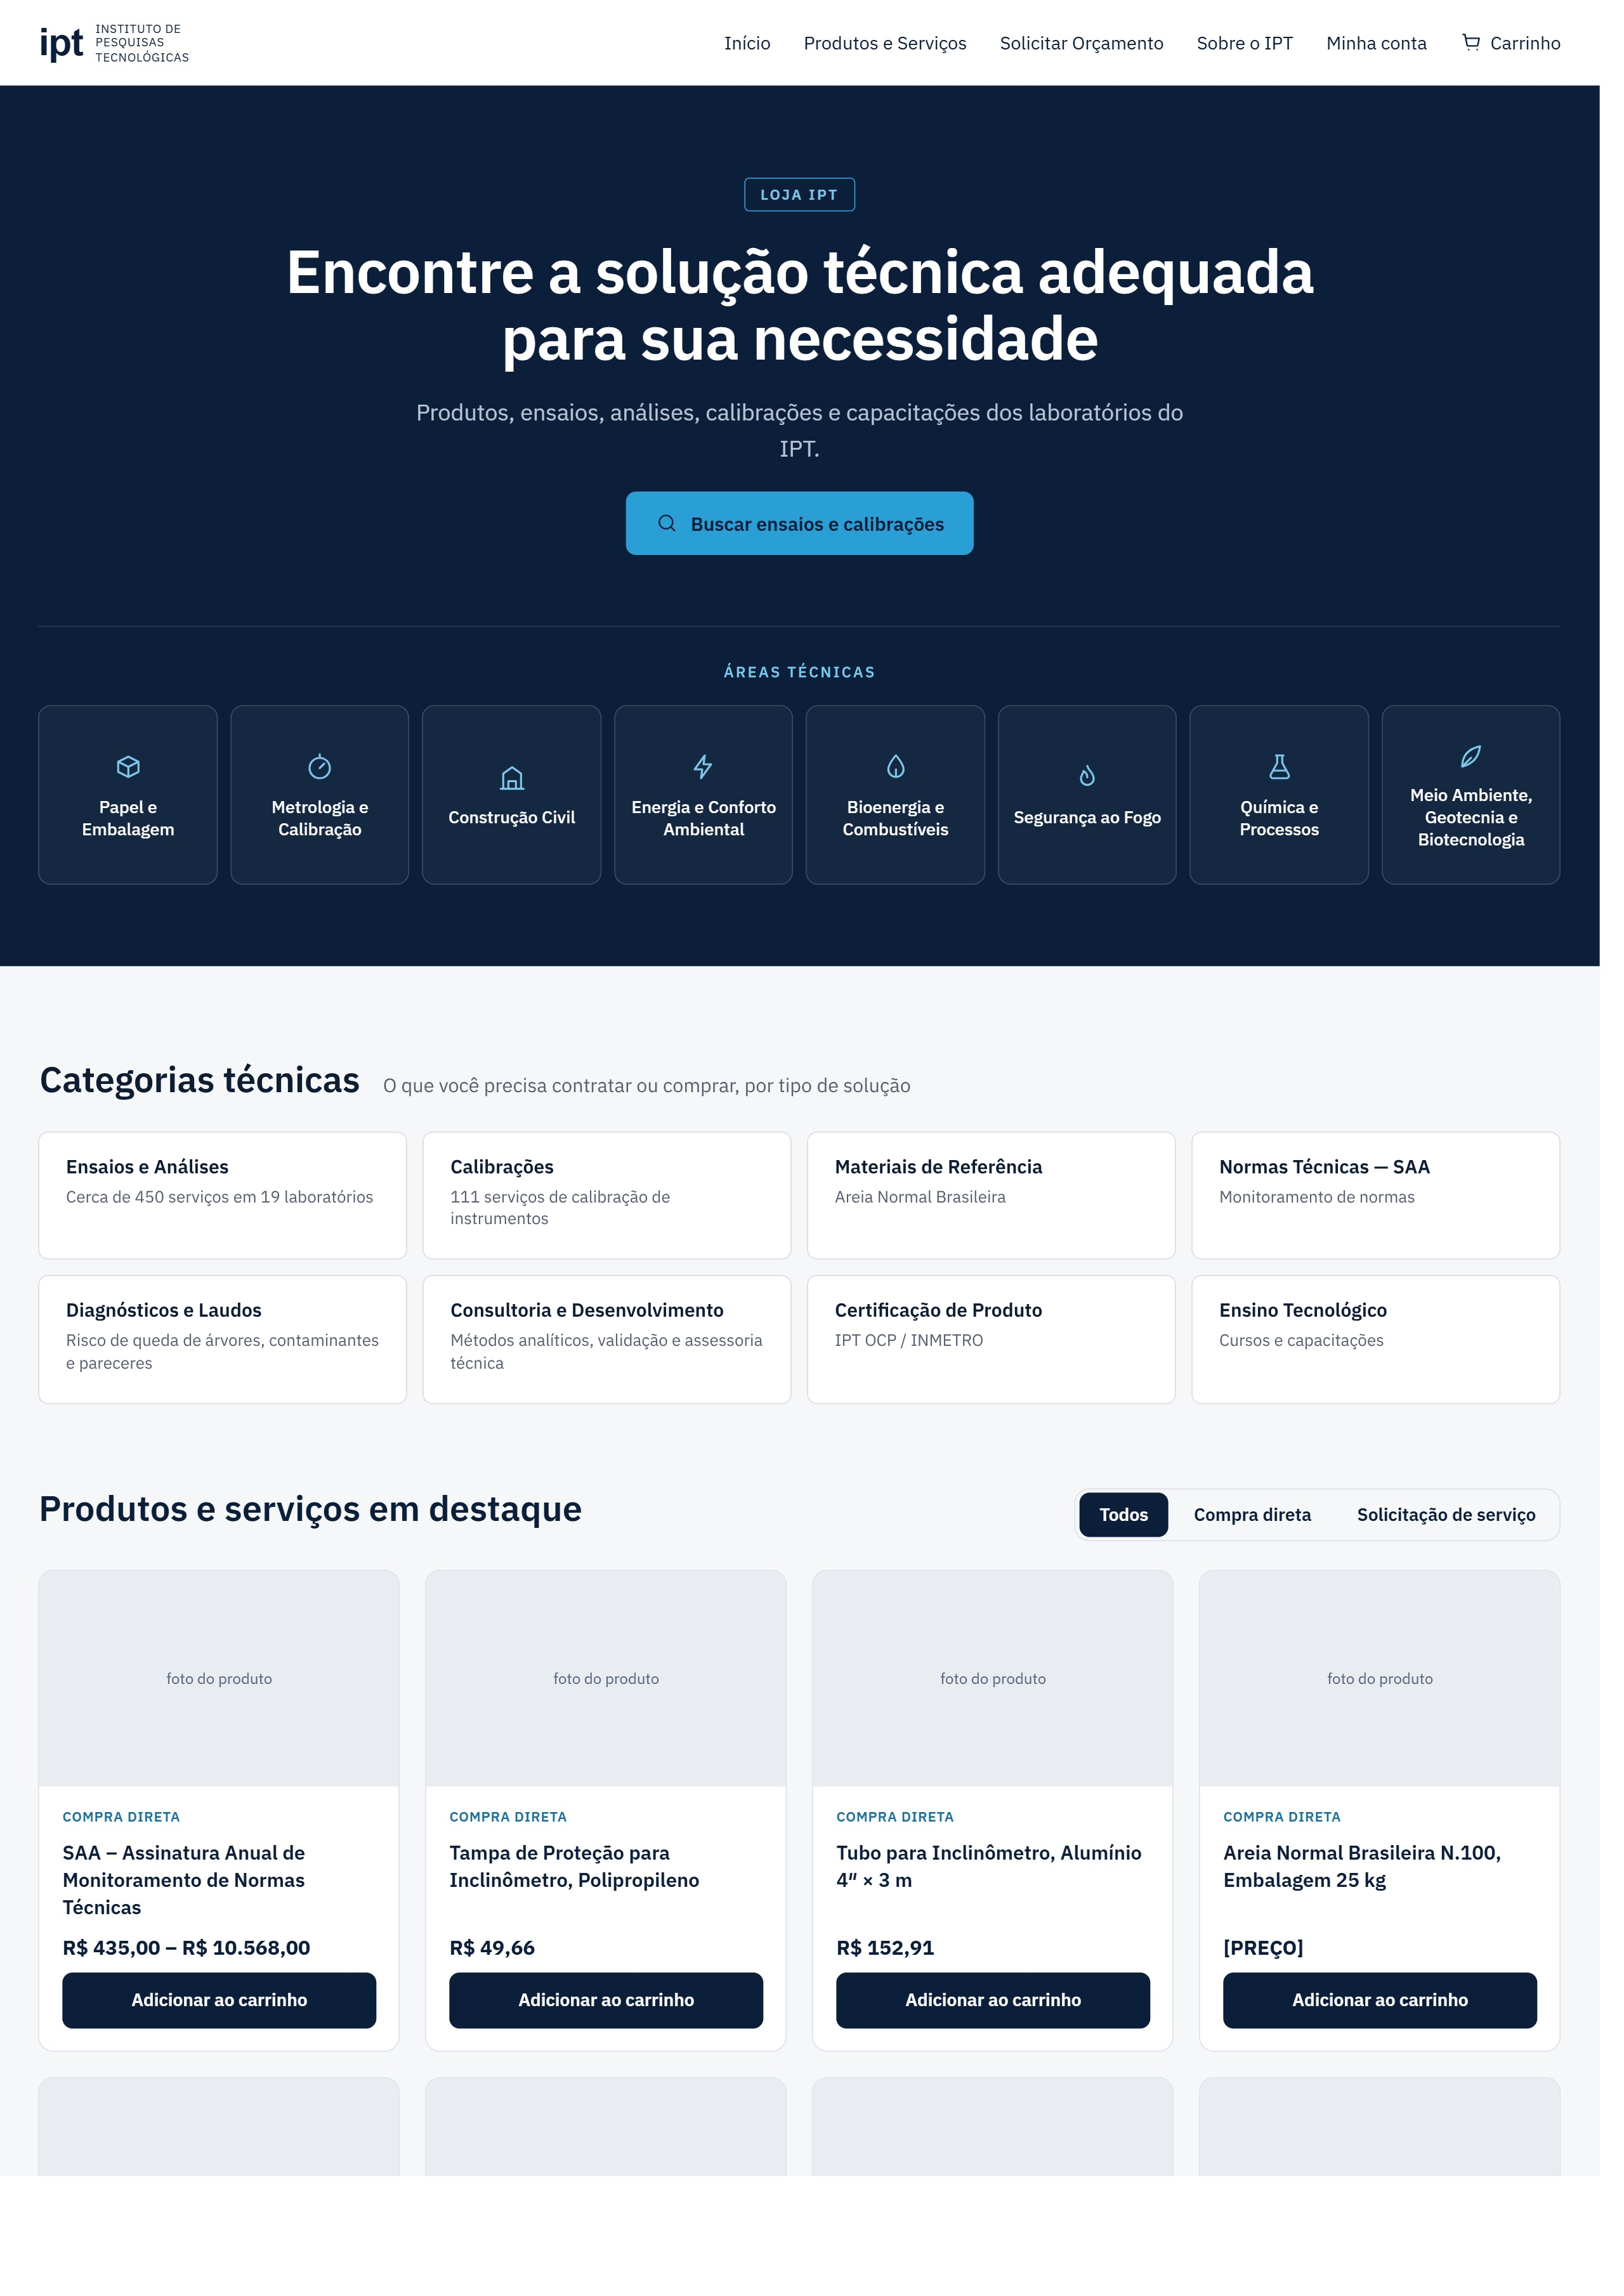 ipt
INSTITUTO DE
PESQUISAS
TECNOLÓGICAS
Início
Produtos e Serviços
Solicitar Orçamento
Sobre o IPT
Minha conta
Carrinho
LOJA IPT
Encontre a solução técnica adequada
para sua necessidade
Produtos, ensaios, análises, calibrações e capacitações dos laboratórios do
IPT.
Buscar ensaios e calibrações
ÁREAS TÉCNICAS
Papel e
Embalagem
Metrologia e
Calibração
Construção Civil
Energia e Conforto
Ambiental
Bioenergia e
Combustíveis
Segurança ao Fogo
Química e
Processos
Meio Ambiente,
Geotecnia e
Biotecnologia
Categorias técnicas
O que você precisa contratar ou comprar, por tipo de solução
Ensaios e Análises
Cerca de 450 serviços em 19 laboratórios
Calibrações
111 serviços de calibração de
instrumentos
Materiais de Referência
Areia Normal Brasileira
Normas Técnicas — SAA
Monitoramento de normas
Diagnósticos e Laudos
Risco de queda de árvores, contaminantes
e pareceres
Consultoria e Desenvolvimento
Métodos analíticos, validação e assessoria
técnica
Certificação de Produto
IPT OCP / INMETRO
Ensino Tecnológico
Cursos e capacitações
Produtos e serviços em destaque
Todos
Compra direta
Solicitação de serviço
foto do produto
COMPRA DIRETA
SAA – Assinatura Anual de
Monitoramento de Normas
Técnicas
R$ 435,00 – R$ 10.568,00
Adicionar ao carrinho
foto do produto
COMPRA DIRETA
Tampa de Proteção para
Inclinômetro, Polipropileno
R$ 49,66
Adicionar ao carrinho
foto do produto
COMPRA DIRETA
Tubo para Inclinômetro, Alumínio
4″ × 3 m
R$ 152,91
Adicionar ao carrinho
foto do produto
COMPRA DIRETA
Areia Normal Brasileira N.100,
Embalagem 25 kg
[PREÇO]
Adicionar ao carrinho